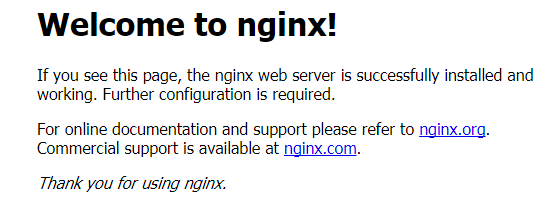 Welcome to nginx!
If you see this page, the nginx web server is successfully installed and
working. Further configuration is required.
For online documentation and support please refer to nginx.org.
Commercial support is available at nginx.com.
Thank you for using nginx.